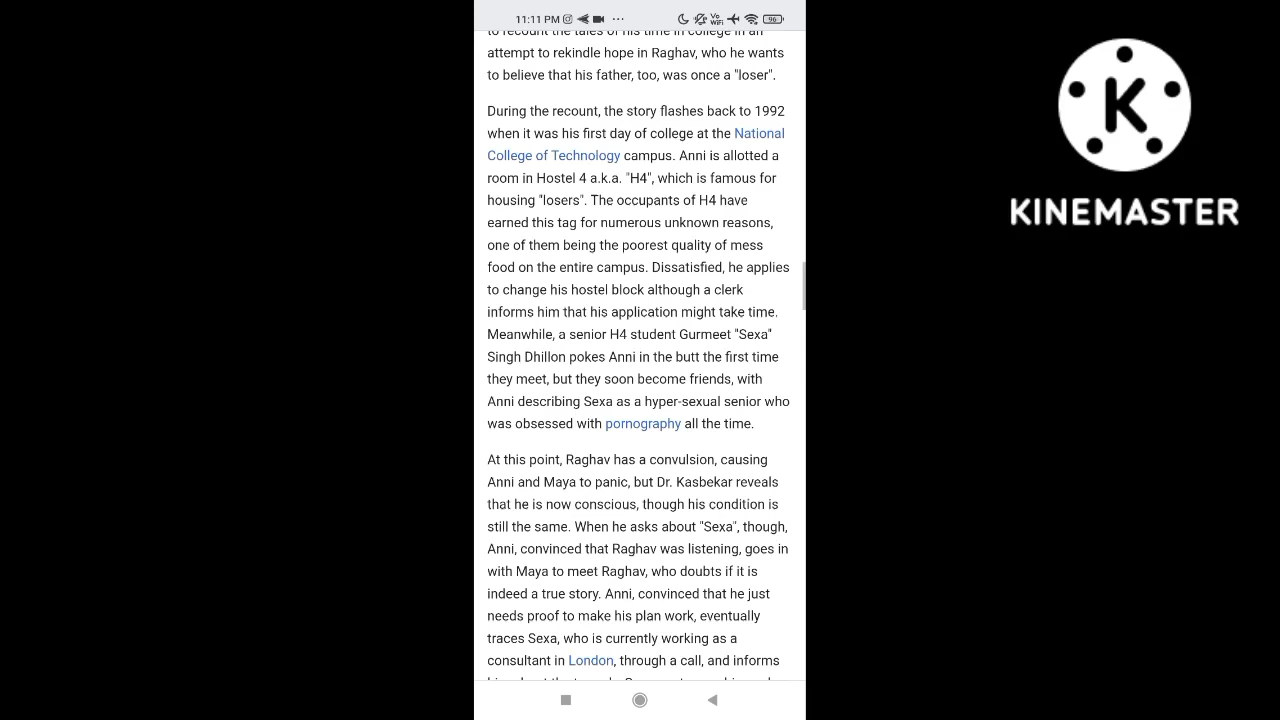 11:11 PM
Vo
WiFi
96
to recount the tales of his time in college in an
attempt to rekindle hope in Raghav, who he wants
to believe that his father, too, was once a "loser".
During the recount, the story flashes back to 1992
when it was his first day of college at the National
College of Technology campus. Anni is allotted a
room in Hostel 4 a.k.a. "H4", which is famous for
housing "losers". The occupants of H4 have
earned this tag for numerous unknown reasons,
one of them being the poorest quality of mess
food on the entire campus. Dissatisfied, he applies
to change his hostel block although a clerk
informs him that his application might take time.
Meanwhile, a senior H4 student Gurmeet "Sexa"
Singh Dhillon pokes Anni in the butt the first time
they meet, but they soon become friends, with
Anni describing Sexa as a hyper-sexual senior who
was obsessed with pornography all the time.
At this point, Raghav has a convulsion, causing
Anni and Maya to panic, but Dr. Kasbekar reveals
that he is now conscious, though his condition is
still the same. When he asks about "Sexa", though,
Anni, convinced that Raghav was listening, goes in
with Maya to meet Raghav, who doubts if it is
indeed a true story. Anni, convinced that he just
needs proof to make his plan work, eventually
traces Sexa, who is currently working as a
consultant in London, through a call, and informs
K
KINEMASTER